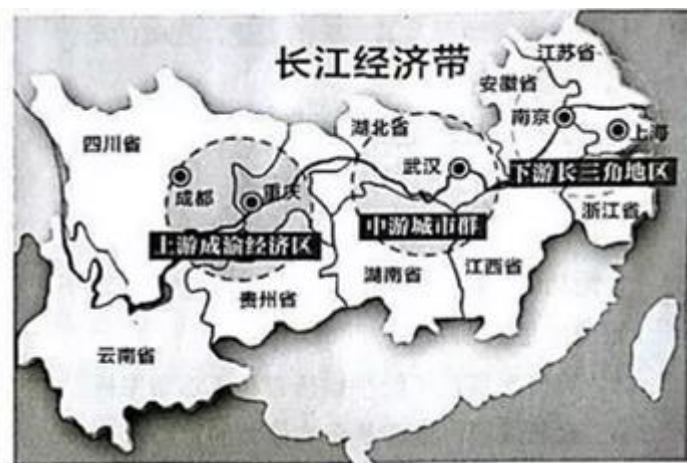 长江经济带
江苏省
安徽省
南京
上海
湖北省
四川省
武汉
成都
重庆
下游长三角地区
浙江省
上游成渝经济区
中游城市群
江西省
湖南省
贵州省
云南省